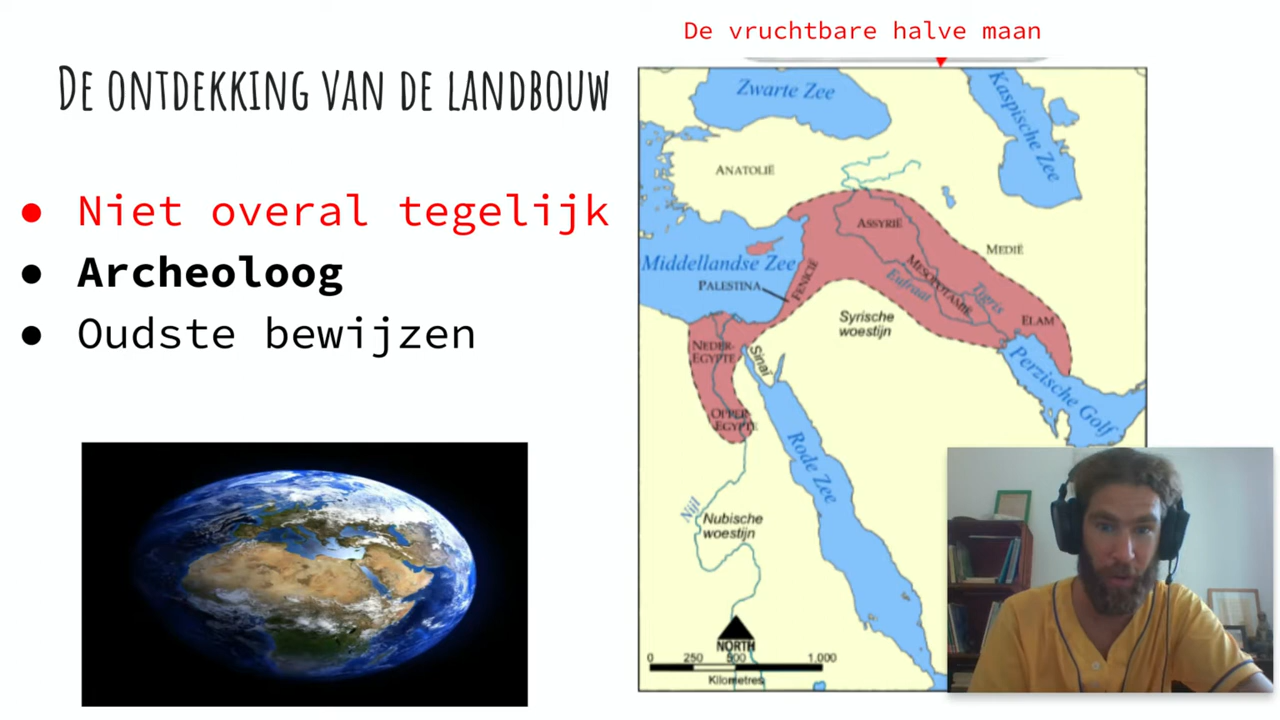 De vruchtbare halve maan
DE ONTDEKKING VAN DE LANDBOUW
● Niet overal tegelijk
● Archeoloog
● Oudste bewijzen
Zwarte Zee
Kaspische Zee
ANATOLIË
ASSYRIË
MEDIË
Middellandse Zee
PALESTINA
FENICIË
MESOPOTAMIË
Eufraat
Tigris
ELAM
Syrische
woestijn
NEDER-
EGYPTE
Sinaï
Perzische Golf
OPPER-
EGYPTE
Rode Zee
Nijl
Nubische
woestijn
NORTH
0 250 500 1,000
Kilometres